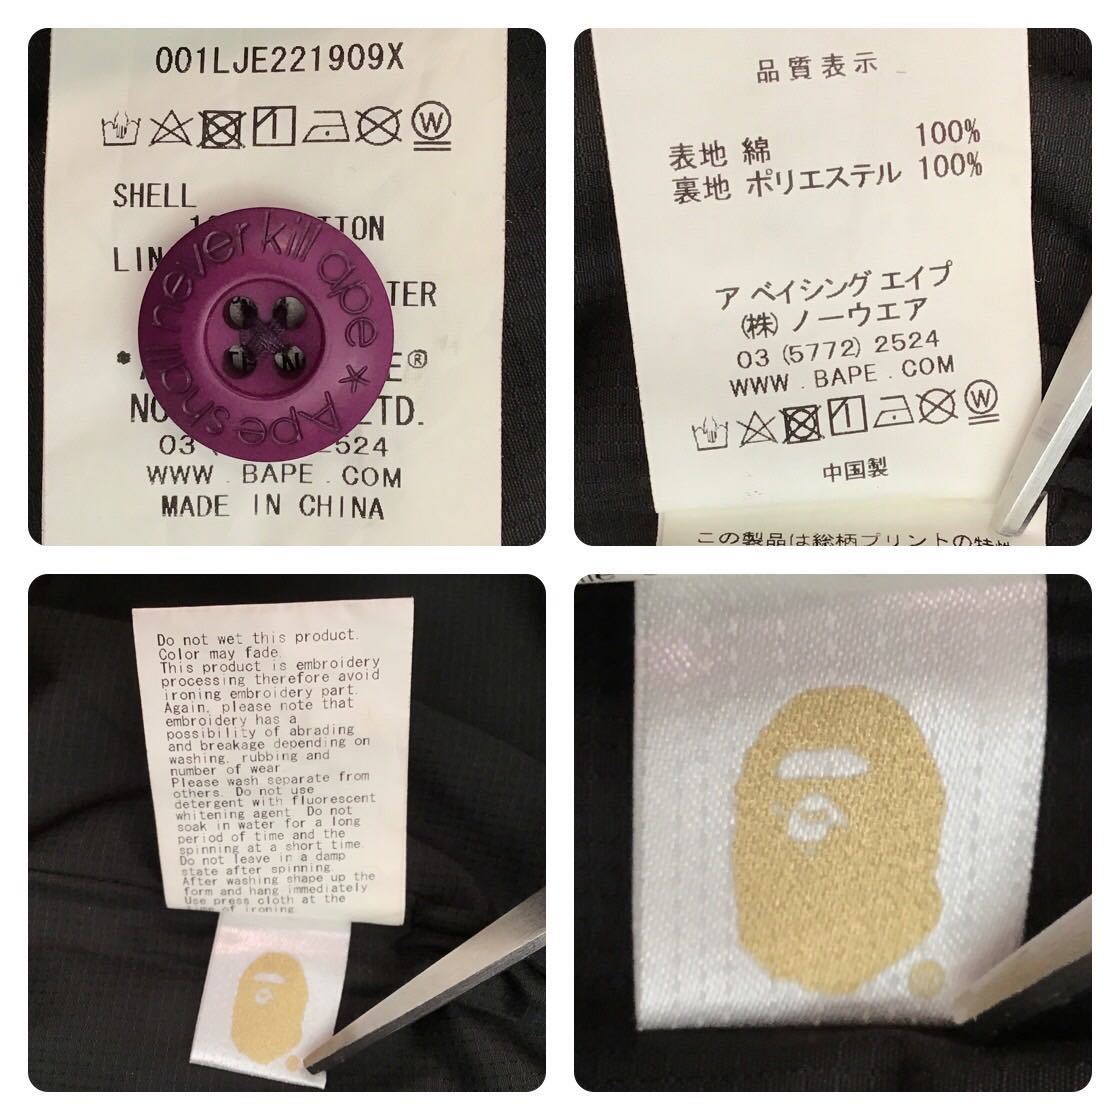 001LJE221909X
W
SHELL
LIN
TER
®
NO
TD.
03
2524
WWW . BAPE . COM
MADE IN CHINA
Ape shall never kill ape *
品質表示
表地 綿 100%
裏地 ポリエステル 100%
ア ベイシング エイプ
(株) ノーウエア
03 (5772) 2524
WWW . BAPE . COM
W
中国製
この製品は総柄プリントの特性
Do not wet this product.
Color may fade.
This product is embroidery
processing therefore avoid
ironing embroidery part.
Again, please note that
embroidery has a
possibility of abrading
and breakage depending on
washing, rubbing and
number of wear.
Please wash separate from
others. Do not use
detergent with fluorescent
whitening agent. Do not
soak in water for a long
period of time and the
spinning at a short time.
Do not leave in a damp
state after spinning.
After washing shape up the
form and hang immediately
Use press cloth at the
time of ironing